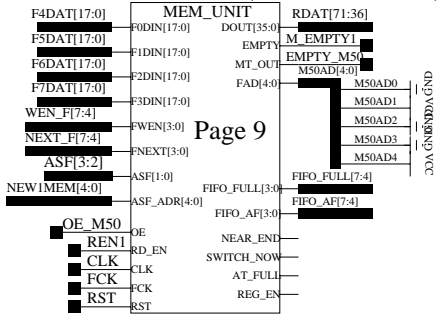 F4DAT[17:0]
F5DAT[17:0]
F6DAT[17:0]
F7DAT[17:0]
WEN_F[7:4]
NEXT_F[7:4]
ASF[3:2]
NEW1MEM[4:0]
OE_M50
REN1
CLK
FCK
RST
MEM_UNIT
F0DIN[17:0]
F1DIN[17:0]
F2DIN[17:0]
F3DIN[17:0]
FWEN[3:0]
FNEXT[3:0]
ASF[1:0]
ASF_ADR[4:0]
OE
RD_EN
CLK
FCK
RST
Page 9
DOUT[35:0]
EMPTY
MT_OUT
FAD[4:0]
FIFO_FULL[3:0]
FIFO_AF[3:0]
NEAR_END
SWITCH_NOW
AT_FULL
REG_EN
RDAT[71:36]
M_EMPTY1
EMPTY_M50
M50AD[4:0]
M50AD0
M50AD1
M50AD2
M50AD3
M50AD4
FIFO_FULL[7:4]
FIFO_AF[7:4]
GND
VCC